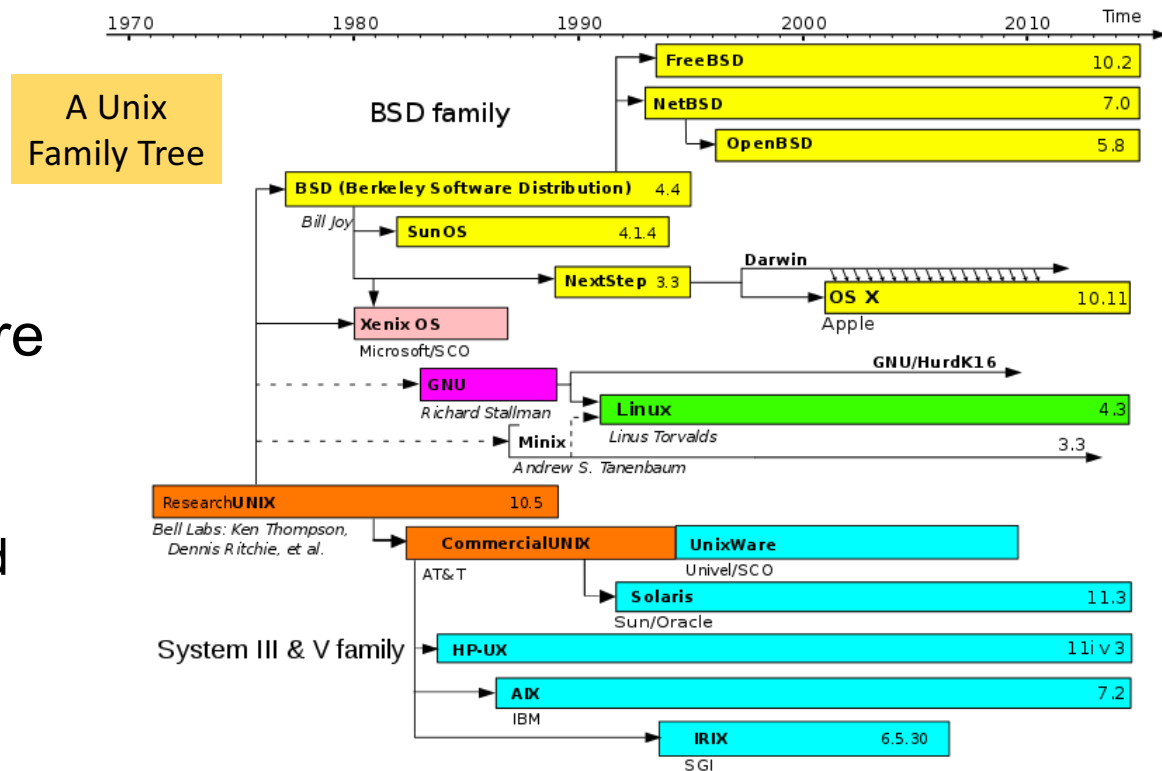 1970 1980 1990 2000 2010 Time
A Unix
Family Tree
BSD family
FreeBSD 10.2
NetBSD 7.0
OpenBSD 5.8
BSD (Berkeley Software Distribution) 4.4
Bill Joy
SunOS 4.1.4
Darwin
NextStep 3.3
OS X 10.11
Apple
re
Xenix OS
Microsoft/SCO
GNU/HurdK16
GNU
Richard Stallman
Linux 4.3
Linus Torvalds
Minix 3.3
Andrew S. Tanenbaum
ResearchUNIX 10.5
Bell Labs: Ken Thompson,
Dennis Ritchie, et al.
d
CommercialUNIX
AT&T
UnixWare
Univel/SCO
Solaris 11.3
Sun/Oracle
System III & V family
HP-UX 11i v 3
AIX 7.2
IBM
IRIX 6.5.30
SGI